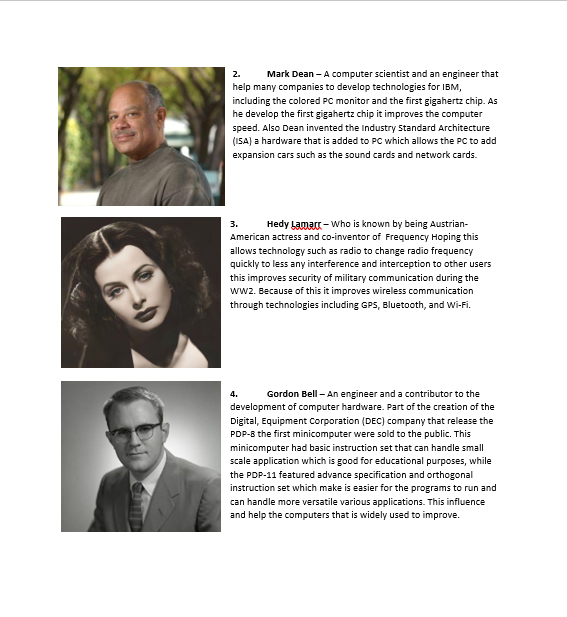 2. Mark Dean – A computer scientist and an engineer that
help many companies to develop technologies for IBM,
including the colored PC monitor and the first gigahertz chip. As
he develop the first gigahertz chip it improves the computer
speed. Also Dean invented the Industry Standard Architecture
(ISA) a hardware that is added to PC which allows the PC to add
expansion cars such as the sound cards and network cards.
3. Hedy Lamarr – Who is known by being Austrian-
American actress and co-inventor of Frequency Hoping this
allows technology such as radio to change radio frequency
quickly to less any interference and interception to other users
this improves security of military communication during the
WW2. Because of this it improves wireless communication
through technologies including GPS, Bluetooth, and Wi-Fi.
4. Gordon Bell – An engineer and a contributor to the
development of computer hardware. Part of the creation of the
Digital, Equipment Corporation (DEC) company that release the
PDP-8 the first minicomputer were sold to the public. This
minicomputer had basic instruction set that can handle small
scale application which is good for educational purposes, while
the PDP-11 featured advance specification and orthogonal
instruction set which make is easier for the programs to run and
can handle more versatile various applications. This influence
and help the computers that is widely used to improve.